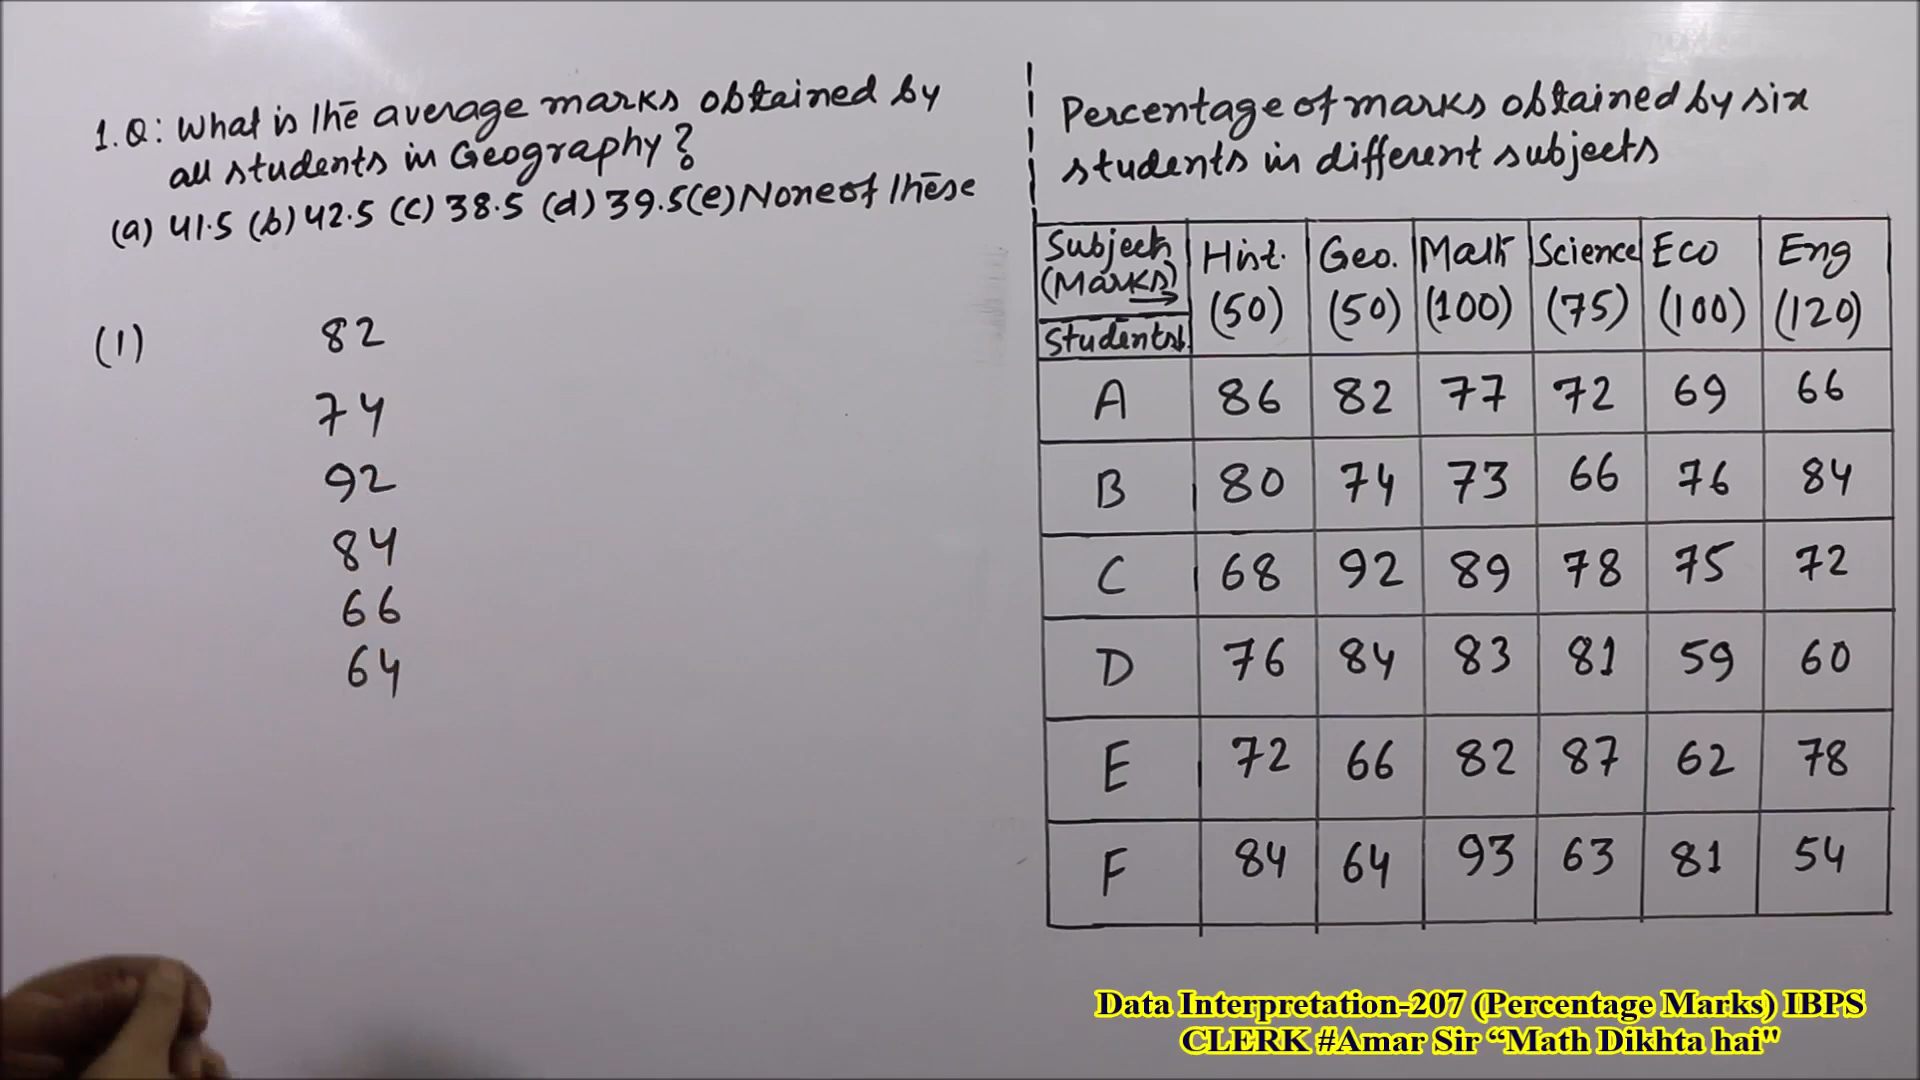 1.Q: What is the average marks obtained by
all students in Geography?
(a) 41.5 (b) 42.5 (c) 38.5 (d) 39.5 (e) None of these
(1) 82
74
92
84
66
64
Percentage of marks obtained by six
students in different subjects
Subject (Marks) → Hist. (50) Geo. (50) Math (100) Science (75) Eco (100) Eng (120)
Students↓
A 86 82 77 72 69 66
B 80 74 73 66 76 84
C 68 92 89 78 75 72
D 76 84 83 81 59 60
E 72 66 82 87 62 78
F 84 64 93 63 81 54
Data Interpretation-207 (Percentage Marks) IBPS
CLERK #Amar Sir “Math Dikhta hai"